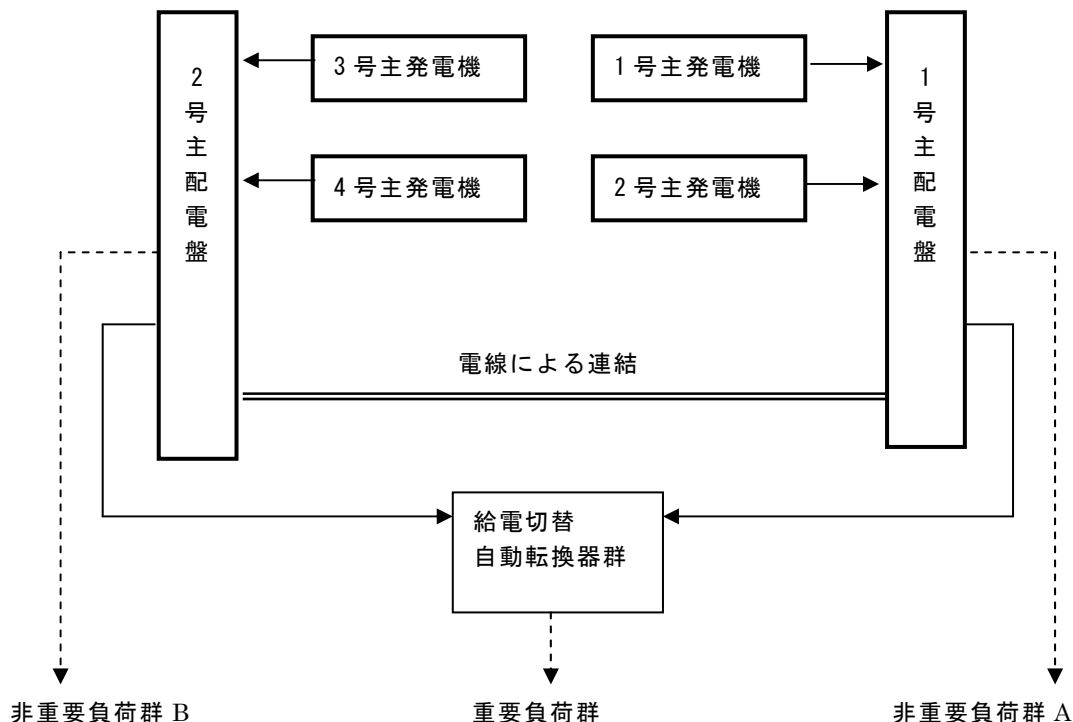 2号主配電盤
3号主発電機
1号主発電機
1号主配電盤
4号主発電機
2号主発電機
電線による連結
給電切替
自動転換器群
非重要負荷群 B
重要負荷群
非重要負荷群 A